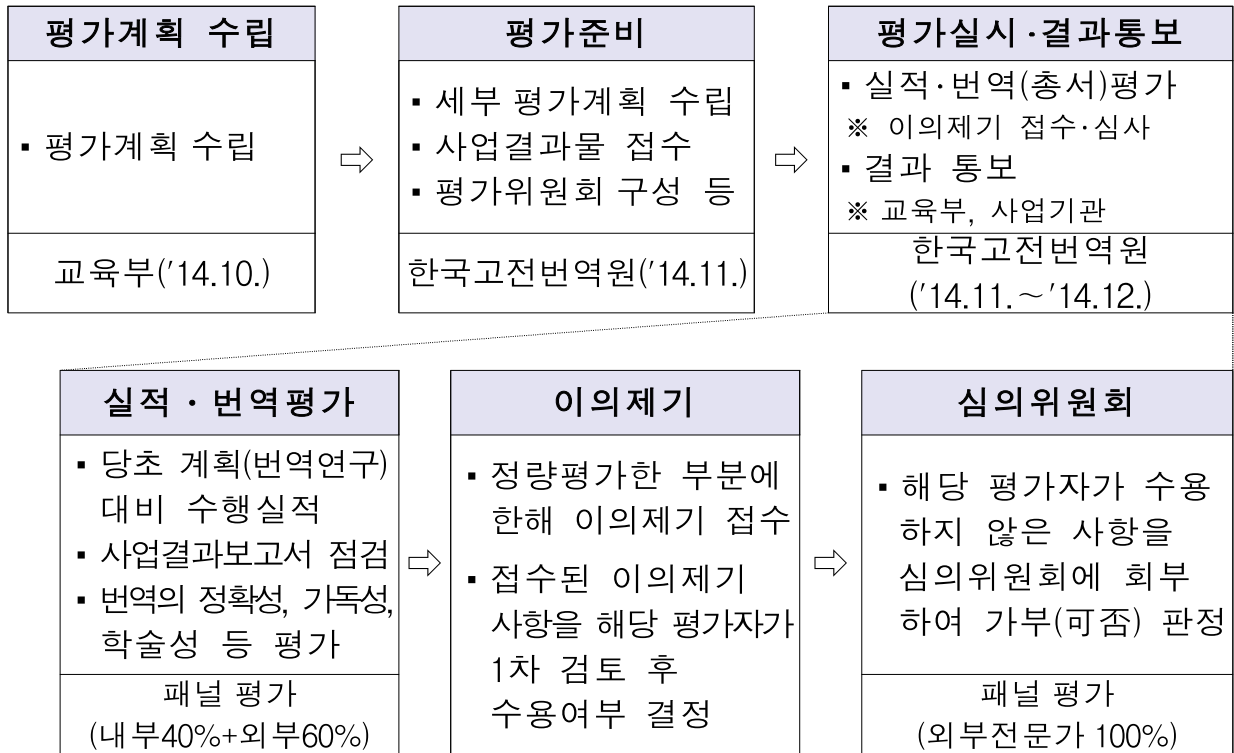 평가계획 수립
▪ 평가계획 수립
교육부('14.10.)
평가준비
▪ 세부 평가계획 수립
▪ 사업결과물 접수
▪ 평가위원회 구성 등
한국고전번역원('14.11.)
평가실시·결과통보
▪ 실적·번역(총서)평가
※ 이의제기 접수·심사
▪ 결과 통보
※ 교육부, 사업기관
한국고전번역원
('14.11.~'14.12.)
실적·번역평가
▪ 당초 계획(번역연구)
대비 수행실적
▪ 사업결과보고서 점검
▪ 번역의 정확성, 가독성,
학술성 등 평가
패널 평가
(내부40%+외부60%)
이의제기
▪ 정량평가한 부분에
한해 이의제기 접수
▪ 접수된 이의제기
사항을 해당 평가자가
1차 검토 후
수용여부 결정
심의위원회
▪ 해당 평가자가 수용
하지 않은 사항을
심의위원회에 회부
하여 가부(可否) 판정
패널 평가
(외부전문가 100%)